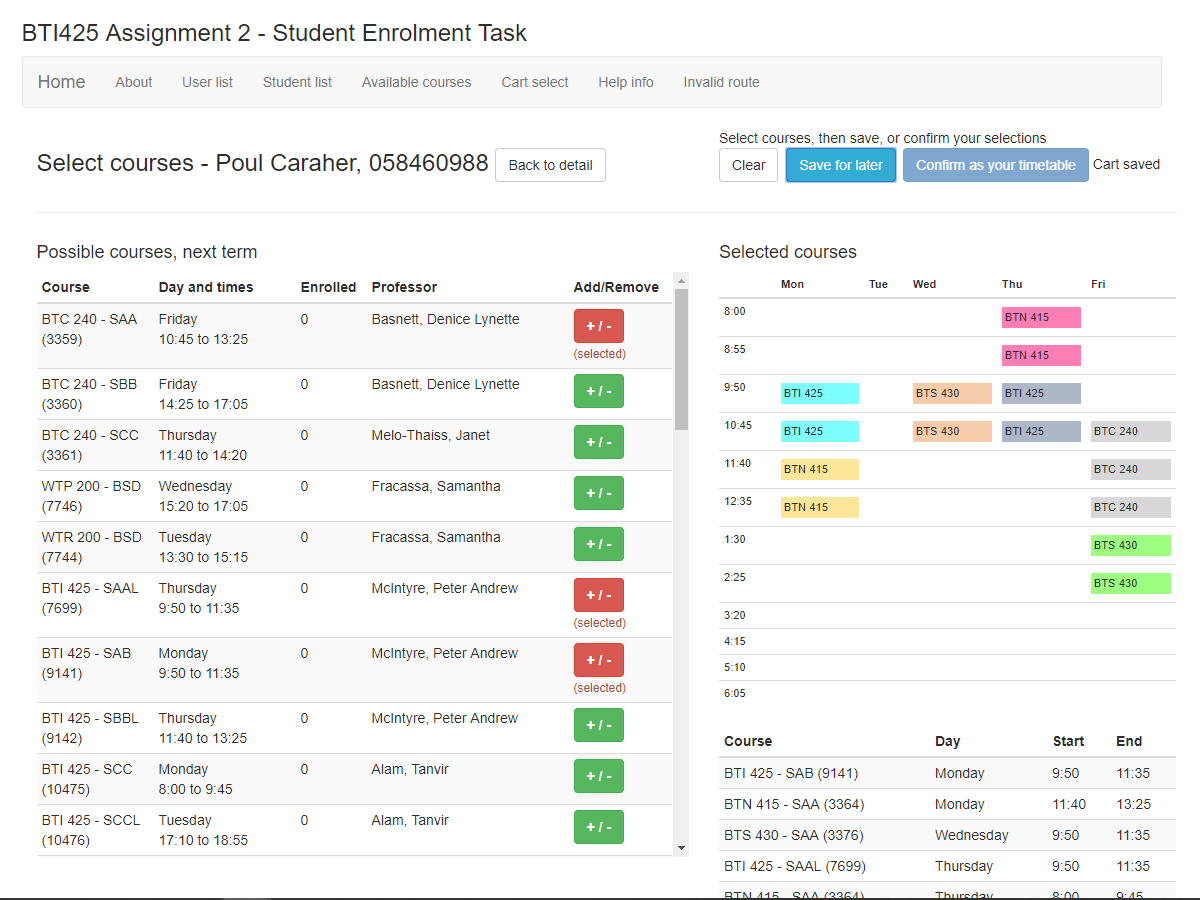 BTI425 Assignment 2 - Student Enrolment Task
Home About User list Student list Available courses Cart select Help info Invalid route
Select courses - Poul Caraher, 058460988 Back to detail
Select courses, then save, or confirm your selections
Clear Save for later Confirm as your timetable Cart saved
Possible courses, next term
Course Day and times Enrolled Professor Add/Remove
BTC 240 - SAA Friday 0 Basnett, Denice Lynette + / -
(3359) 10:45 to 13:25
(selected)
BTC 240 - SBB Friday 0 Basnett, Denice Lynette + / -
(3360) 14:25 to 17:05
BTC 240 - SCC Thursday 0 Melo-Thaiss, Janet + / -
(3361) 11:40 to 14:20
WTP 200 - BSD Wednesday 0 Fracassa, Samantha + / -
(7746) 15:20 to 17:05
WTR 200 - BSD Tuesday 0 Fracassa, Samantha + / -
(7744) 13:30 to 15:15
BTI 425 - SAAL Thursday 0 McIntyre, Peter Andrew + / -
(7699) 9:50 to 11:35
(selected)
BTI 425 - SAB Monday 0 McIntyre, Peter Andrew + / -
(9141) 9:50 to 11:35
(selected)
BTI 425 - SBBL Thursday 0 McIntyre, Peter Andrew + / -
(9142) 11:40 to 13:25
BTI 425 - SCC Monday 0 Alam, Tanvir + / -
(10475) 8:00 to 9:45
BTI 425 - SCCL Tuesday 0 Alam, Tanvir + / -
(10476) 17:10 to 18:55
Selected courses
Mon Tue Wed Thu Fri
8:00 BTN 415
8:55 BTN 415
9:50 BTI 425 BTS 430 BTI 425
10:45 BTI 425 BTS 430 BTI 425 BTC 240
11:40 BTN 415 BTC 240
12:35 BTN 415 BTC 240
1:30 BTS 430
2:25 BTS 430
3:20
4:15
5:10
6:05
Course Day Start End
BTI 425 - SAB (9141) Monday 9:50 11:35
BTN 415 - SAA (3364) Monday 11:40 13:25
BTS 430 - SAA (3376) Wednesday 9:50 11:35
BTI 425 - SAAL (7699) Thursday 9:50 11:35
BTN 415 - SAA (3364) Thursday 8:00 9:45